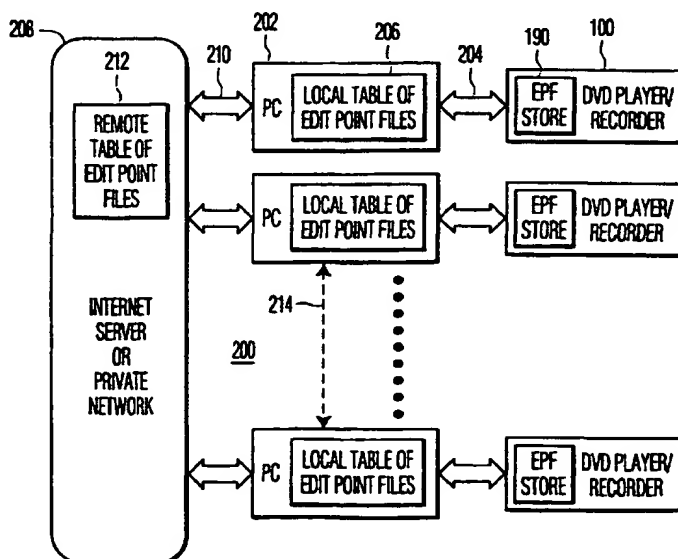 208
212
210
202
206
204
190
100
REMOTE
TABLE OF
EDIT POINT
FILES
INTERNET
SERVER
OR
PRIVATE
NETWORK
PC
LOCAL TABLE OF
EDIT POINT FILES
EPF
STORE
DVD PLAYER/
RECORDER
PC
LOCAL TABLE OF
EDIT POINT FILES
EPF
STORE
DVD PLAYER/
RECORDER
214
200
PC
LOCAL TABLE OF
EDIT POINT FILES
EPF
STORE
DVD PLAYER/
RECORDER